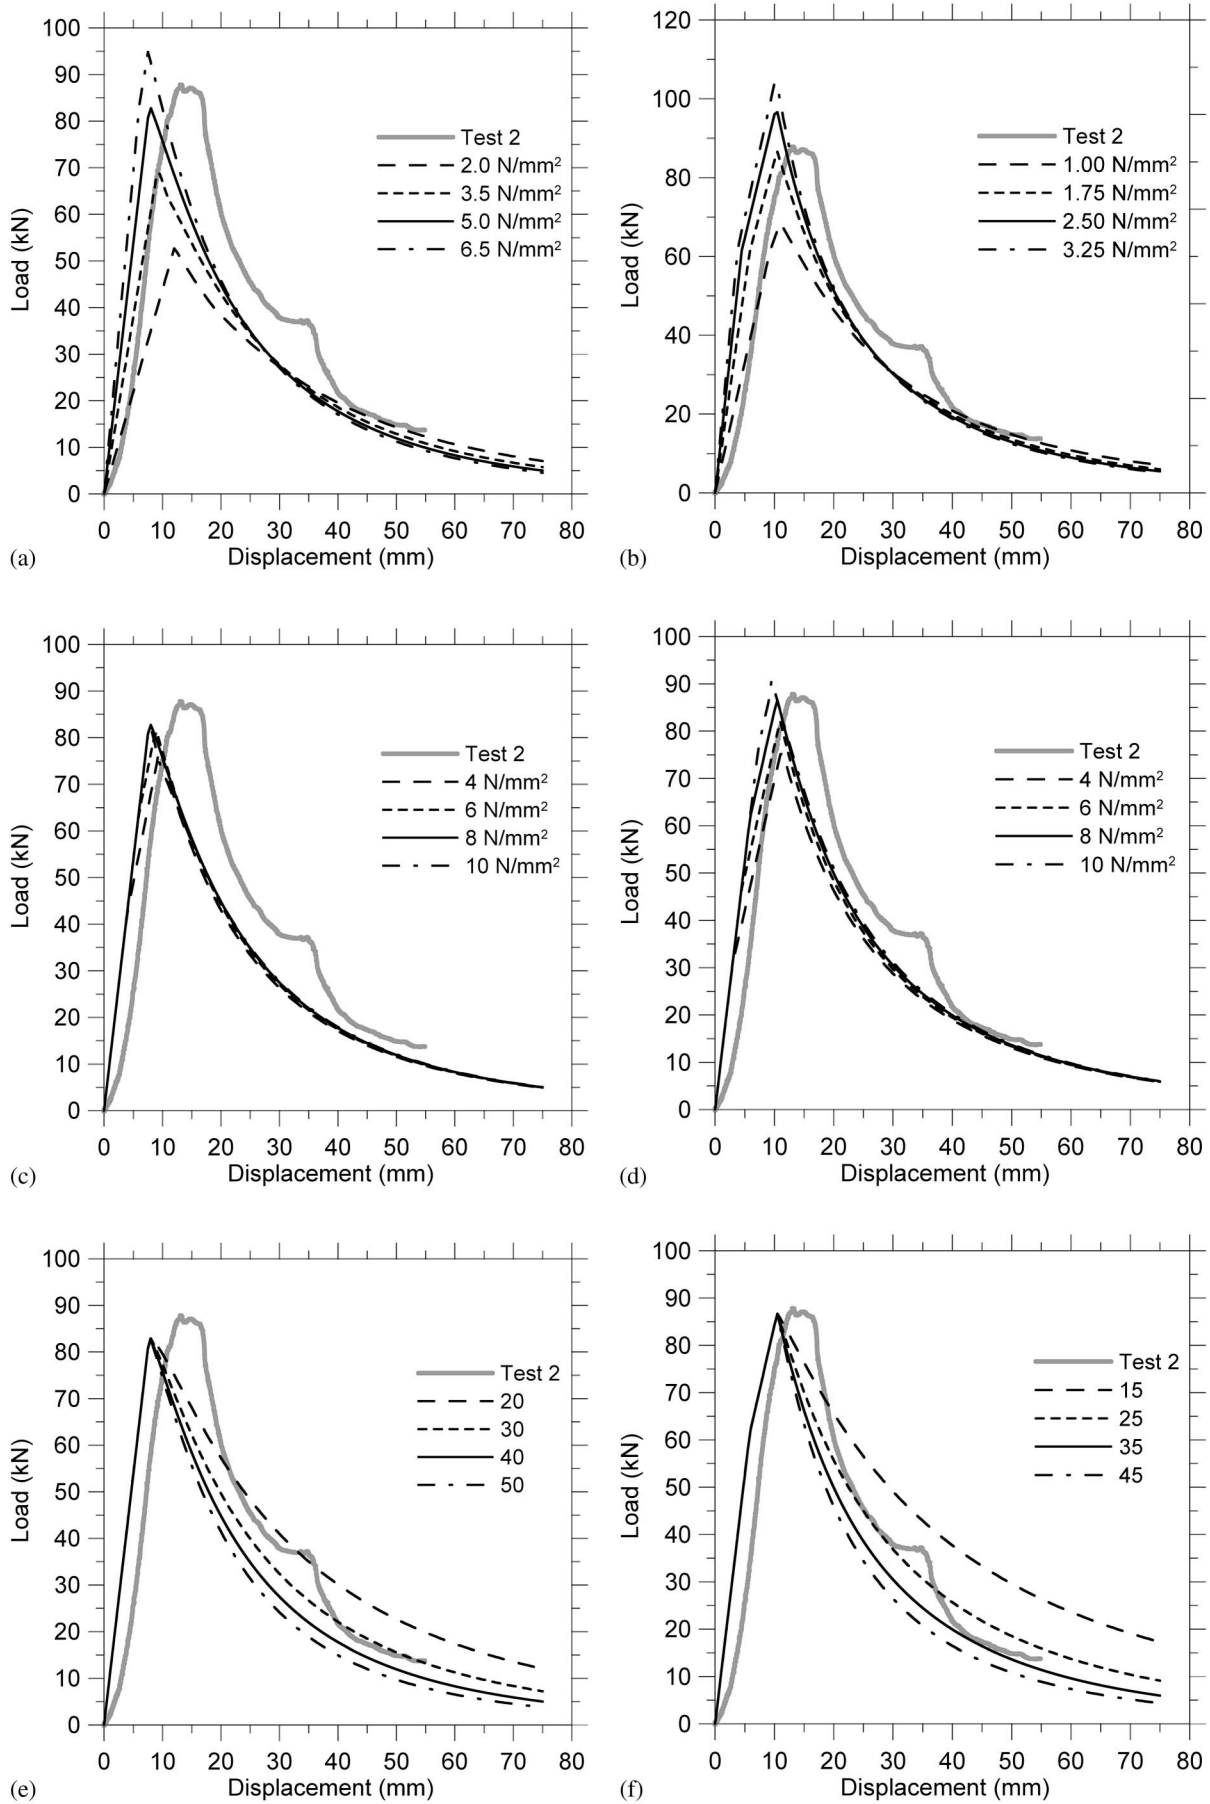 100
90
80
70
60
50
40
30
20
10
0
Load (kN)
Test 2
2.0 N/mm²
3.5 N/mm²
5.0 N/mm²
6.5 N/mm²
0 10 20 30 40 50 60 70 80
Displacement (mm)
(a)
120
100
80
60
40
20
0
Load (kN)
Test 2
1.00 N/mm²
1.75 N/mm²
2.50 N/mm²
3.25 N/mm²
0 10 20 30 40 50 60 70 80
Displacement (mm)
(b)
100
90
80
70
60
50
40
30
20
10
0
Load (kN)
Test 2
4 N/mm²
6 N/mm²
8 N/mm²
10 N/mm²
0 10 20 30 40 50 60 70 80
Displacement (mm)
(c)
100
90
80
70
60
50
40
30
20
10
0
Load (kN)
Test 2
4 N/mm²
6 N/mm²
8 N/mm²
10 N/mm²
0 10 20 30 40 50 60 70 80
Displacement (mm)
(d)
100
90
80
70
60
50
40
30
20
10
0
Load (kN)
Test 2
20
30
40
50
0 10 20 30 40 50 60 70 80
Displacement (mm)
(e)
100
90
80
70
60
50
40
30
20
10
0
Load (kN)
Test 2
15
25
35
45
0 10 20 30 40 50 60 70 80
Displacement (mm)
(f)